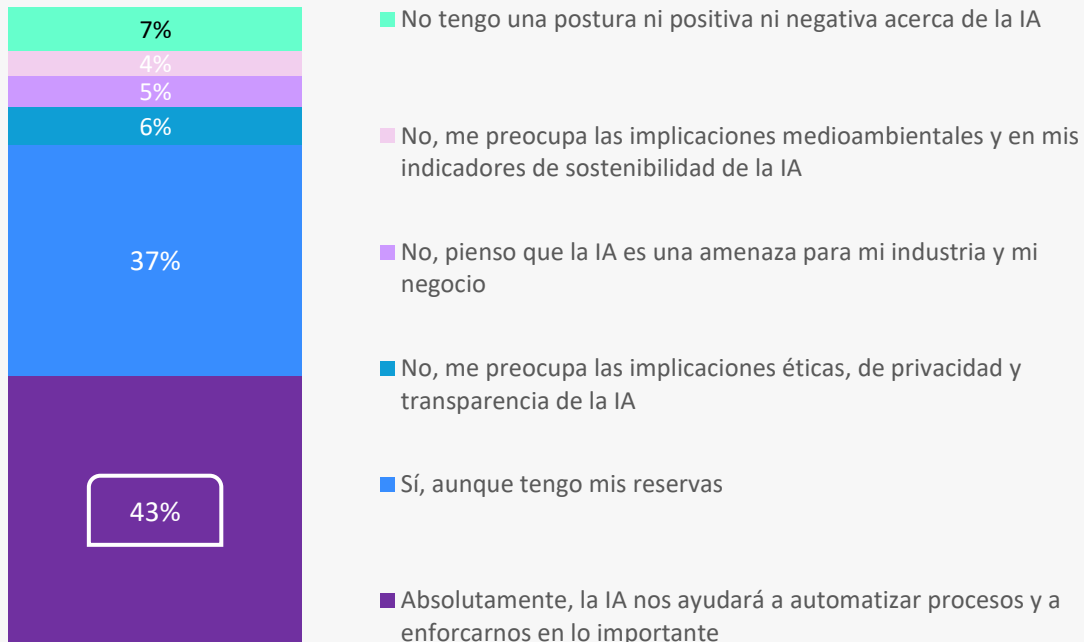 7%
4%
5%
6%
37%
43%
No tengo una postura ni positiva ni negativa acerca de la IA
No, me preocupa las implicaciones medioambientales y en mis
indicadores de sostenibilidad de la IA
No, pienso que la IA es una amenaza para mi industria y mi
negocio
No, me preocupa las implicaciones éticas, de privacidad y
transparencia de la IA
Sí, aunque tengo mis reservas
Absolutamente, la IA nos ayudará a automatizar procesos y a
enforcarnos en lo importante